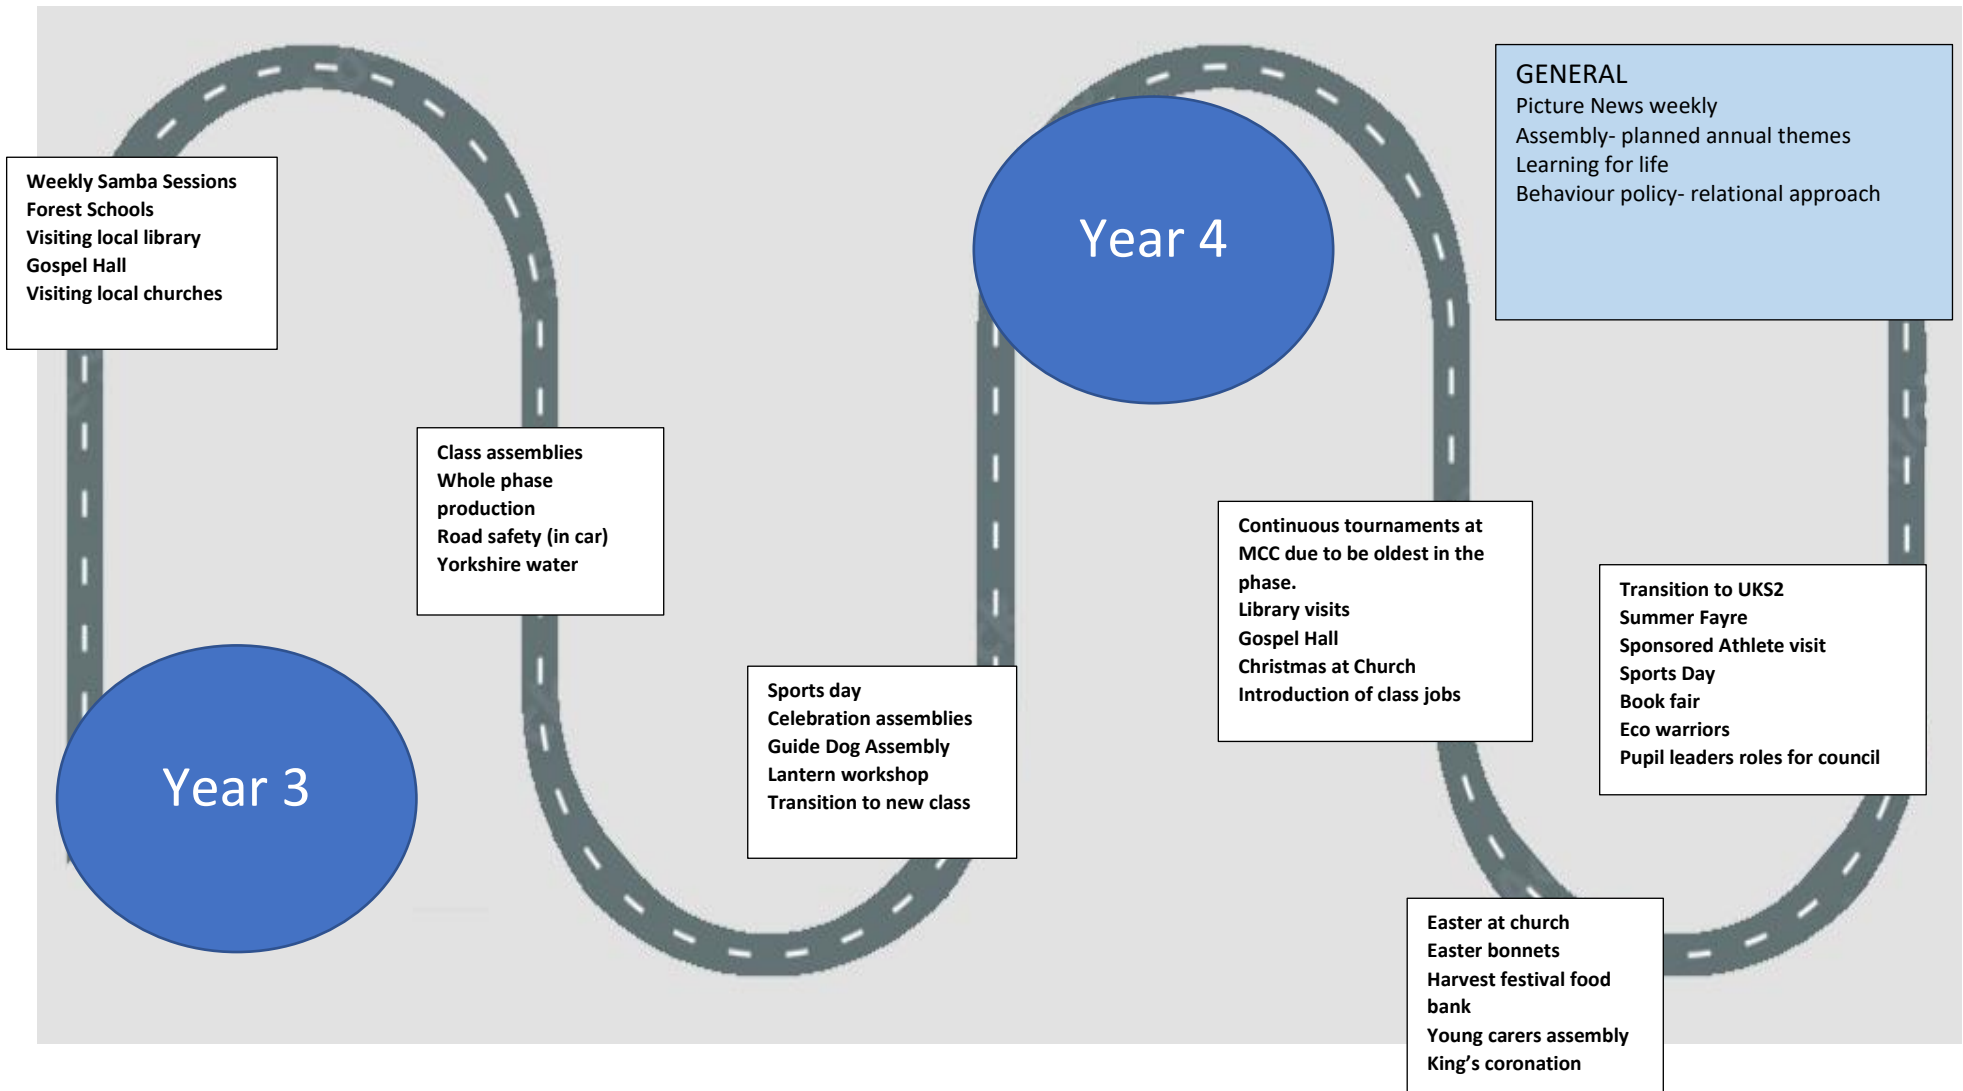 Weekly Samba Sessions
Forest Schools
Visiting local library
Gospel Hall
Visiting local churches
Year 3
Class assemblies
Whole phase
production
Road safety (in car)
Yorkshire water
Sports day
Celebration assemblies
Guide Dog Assembly
Lantern workshop
Transition to new class
Year 4
Continuous tournaments at
MCC due to be oldest in the
phase.
Library visits
Gospel Hall
Christmas at Church
Introduction of class jobs
Easter at church
Easter bonnets
Harvest festival food
bank
Young carers assembly
King’s coronation
Transition to UKS2
Summer Fayre
Sponsored Athlete visit
Sports Day
Book fair
Eco warriors
Pupil leaders roles for council
GENERAL
Picture News weekly
Assembly- planned annual themes
Learning for life
Behaviour policy- relational approach